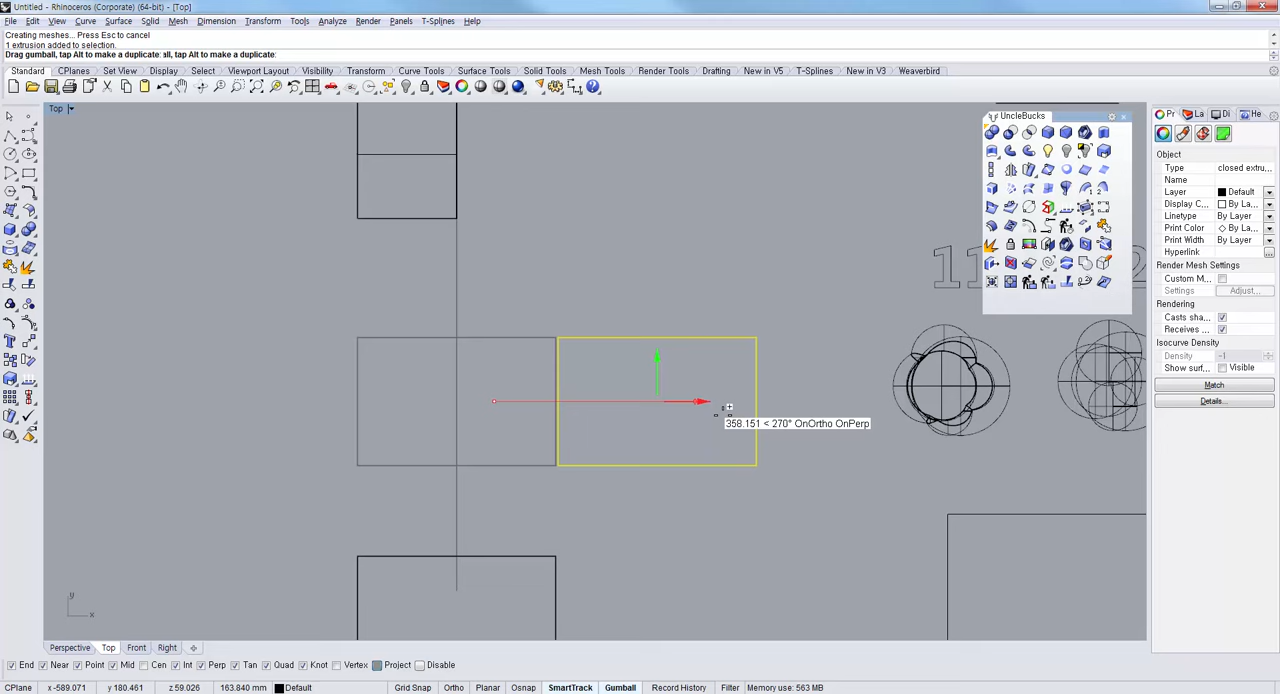 Untitled - Rhinoceros (Corporate) (64-bit) - [Top]
File Edit View Curve Surface Solid Mesh Dimension Transform Tools Analyze Render Panels T-Splines Help
Creating meshes... Press Esc to cancel
1 extrusion added to selection.
Drag gumball, tap Alt to make a duplicate: all, tap Alt to make a duplicate:
Standard CPlanes Set View Display Select Viewport Layout Visibility Transform Curve Tools Surface Tools Solid Tools Mesh Tools Render Tools Drafting New in V5 T-Splines New in V3 Weaverbird
Top
UncleBucks
Pr La Di He
Object
Type closed extru...
Name
Layer Default
Display C... By La...
Linetype By Layer
Print Color By La...
Print Width By Layer
Hyperlink
Render Mesh Settings
Custom M...
Settings Adjust...
Rendering
Casts sha...
Receives ...
Isocurve Density
Density -1
Show surf... Visible
Match
Details...
11
2
358.151 < 270° OnOrtho OnPerp
y
x
Perspective Top Front Right
End Near Point Mid Cen Int Perp Tan Quad Knot Vertex Project Disable
CPlane x -589.071 y 180.461 z 59.026 163.840 mm Default Grid Snap Ortho Planar Osnap SmartTrack Gumball Record History Filter Memory use: 563 MB